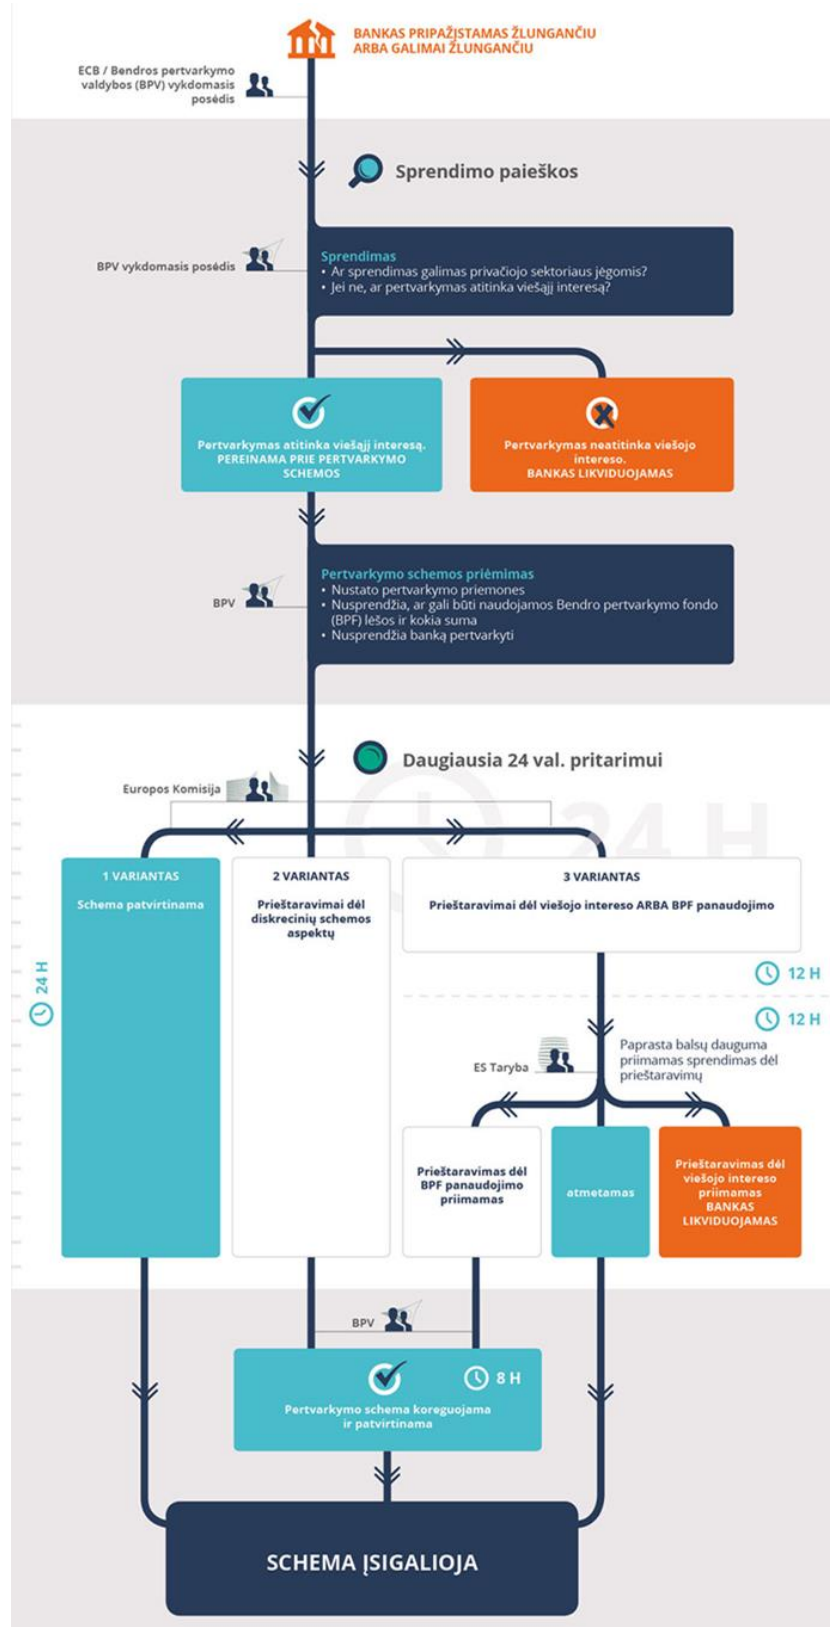 BANKAS PRIPAŽĮSTAMAS ŽLUNGANČIU
ARBA GALIMAI ŽLUNGANČIU
ECB / Bendros pertvarkymo
valdybos (BPV) vykdomasis
posėdis
Sprendimo paieškos
BPV vykdomasis posėdis
Sprendimas
• Ar sprendimas galimas privačiojo sektoriaus jėgomis?
• Jei ne, ar pertvarkymas atitinka viešąjį interesą?
Pertvarkymas atitinka viešąjį interesą.
PEREINAMA PRIE PERTVARKYMO
SCHEMOS
Pertvarkymas neatitinka viešojo
intereso.
BANKAS LIKVIDUOJAMAS
BPV
Pertvarkymo schemos priėmimas
• Nustato pertvarkymo priemones
• Nusprendžia, ar gali būti naudojamos Bendro pertvarkymo fondo
(BPF) lėšos ir kokia suma
• Nusprendžia banką pertvarkyti
Daugiausia 24 val. pritarimui
Europos Komisija
24 H
1 VARIANTAS
Schema patvirtinama
2 VARIANTAS
Prieštaravimai dėl
diskrecinių schemos
aspektų
3 VARIANTAS
Prieštaravimai dėl viešojo intereso ARBA BPF panaudojimo
24 H
12 H
12 H
ES Taryba
Paprasta balsų dauguma
priimamas sprendimas dėl
prieštaravimų
Prieštaravimas dėl
BPF panaudojimo
priimamas
atmetamas
Prieštaravimas dėl
viešojo intereso
priimamas
BANKAS
LIKVIDUOJAMAS
BPV
8 H
Pertvarkymo schema koreguojama
ir patvirtinama
SCHEMA ĮSIGALIOJA